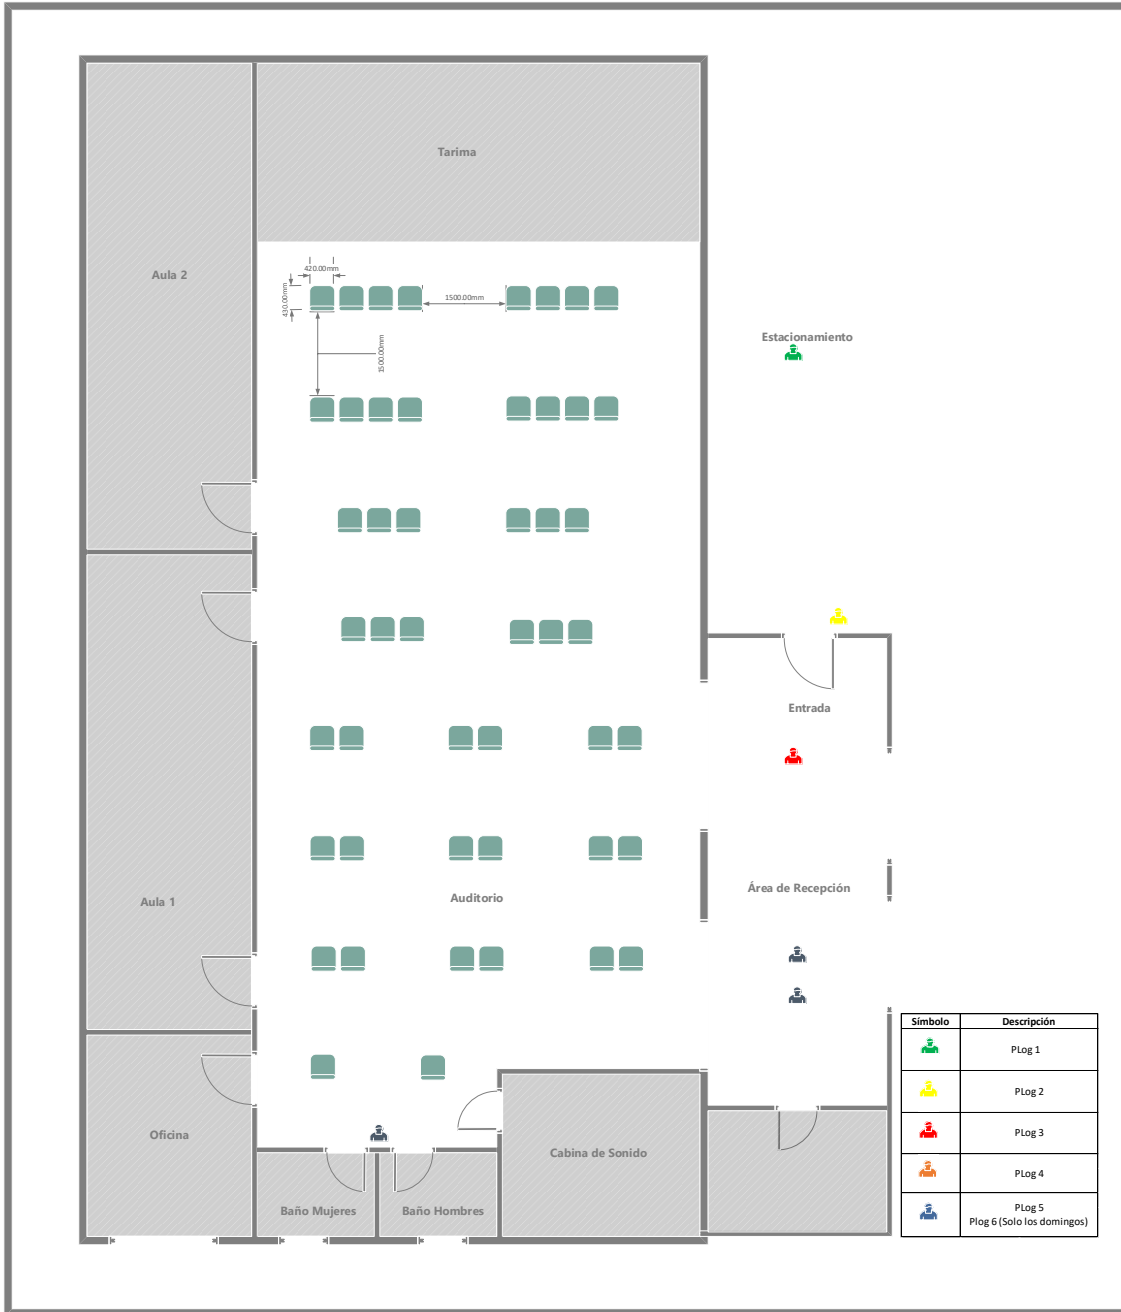 Tarima
Aula 2
420.00mm
430.00mm
1500.00mm
1500.00mm
Estacionamiento
Entrada
Aula 1
Auditorio
Área de Recepción
Oficina
Cabina de Sonido
Baño Mujeres
Baño Hombres
Símbolo Descripción
PLog 1
PLog 2
PLog 3
PLog 4
PLog 5
Plog 6 (Solo los domingos)